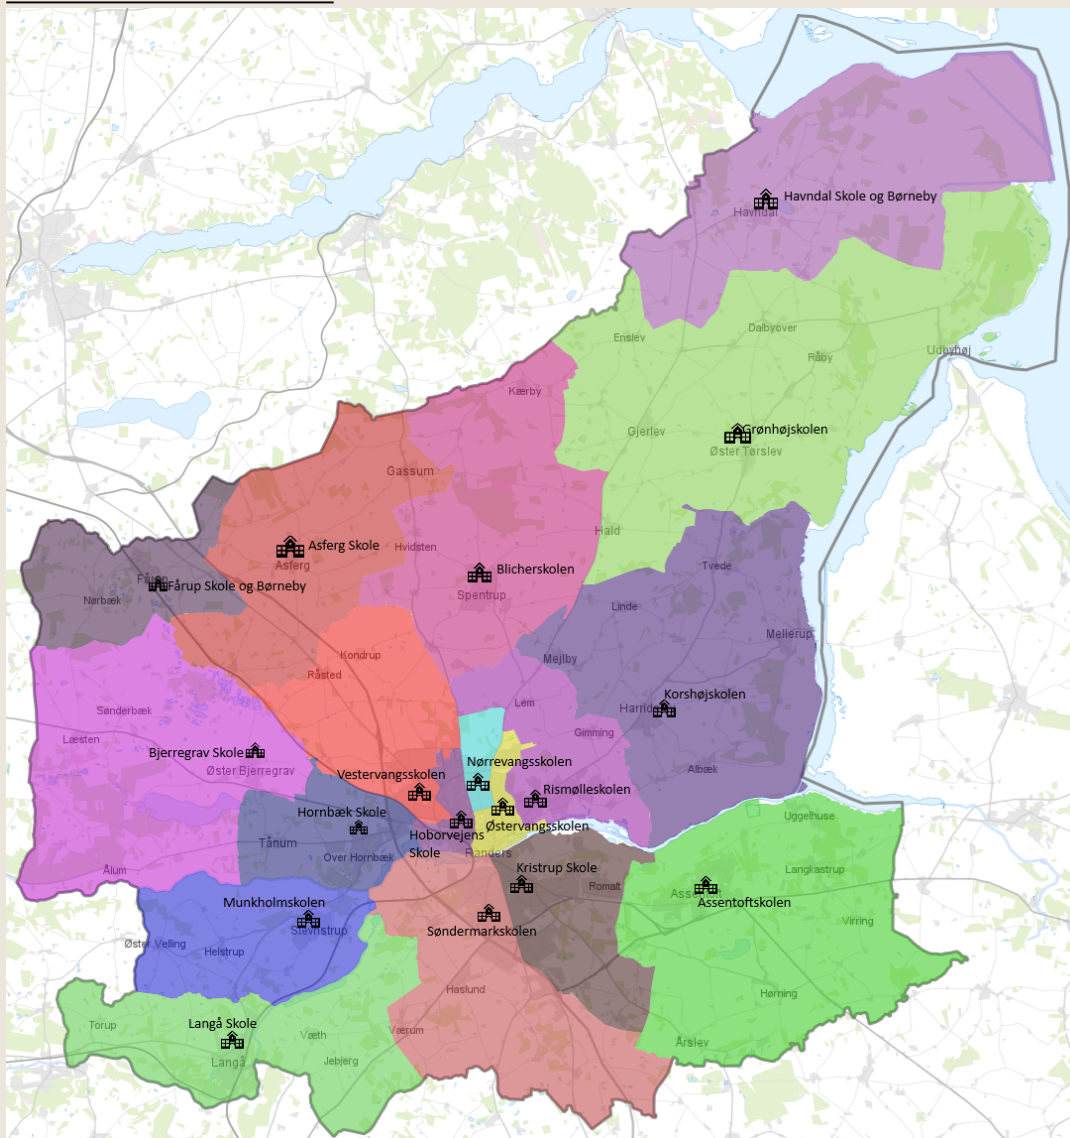 Havndal Skole og Børneby
Havndal
Dalbyover
Enslev
Råby
Udbyhøj
Kærby
Gjerlev
Grønhøjskolen
Øster Tørslev
Gassum
Hald
Asferg Skole
Asferg
Hvidsten
Blicherskolen
Tvede
Fårup Skole og Børneby
Nørbæk
Spentrup
Linde
Mellerup
Kondrup
Mejlby
Råsted
Korshøjskolen
Lem
Sønderbæk
Læsten
Gimming
Bjerregrav Skole
Øster Bjerregrav
Nørrevangsskolen
Albæk
Vestervangsskolen
Rismølleskolen
Hornbæk Skole
Uggelhuse
Østervangsskolen
Hoborvejens
Skole
Tånum
Over Hornbæk
Randers
Ålum
Kristrup Skole
Langkastrup
Romalt
Munkholmskolen
Assentoftskolen
Virring
Stevnstrup
Søndermarkskolen
Øster Velling
Helstrup
Haslund
Hørning
Langå Skole
Torup
Væth
Værum
Årslev
Langå
Jebjerg